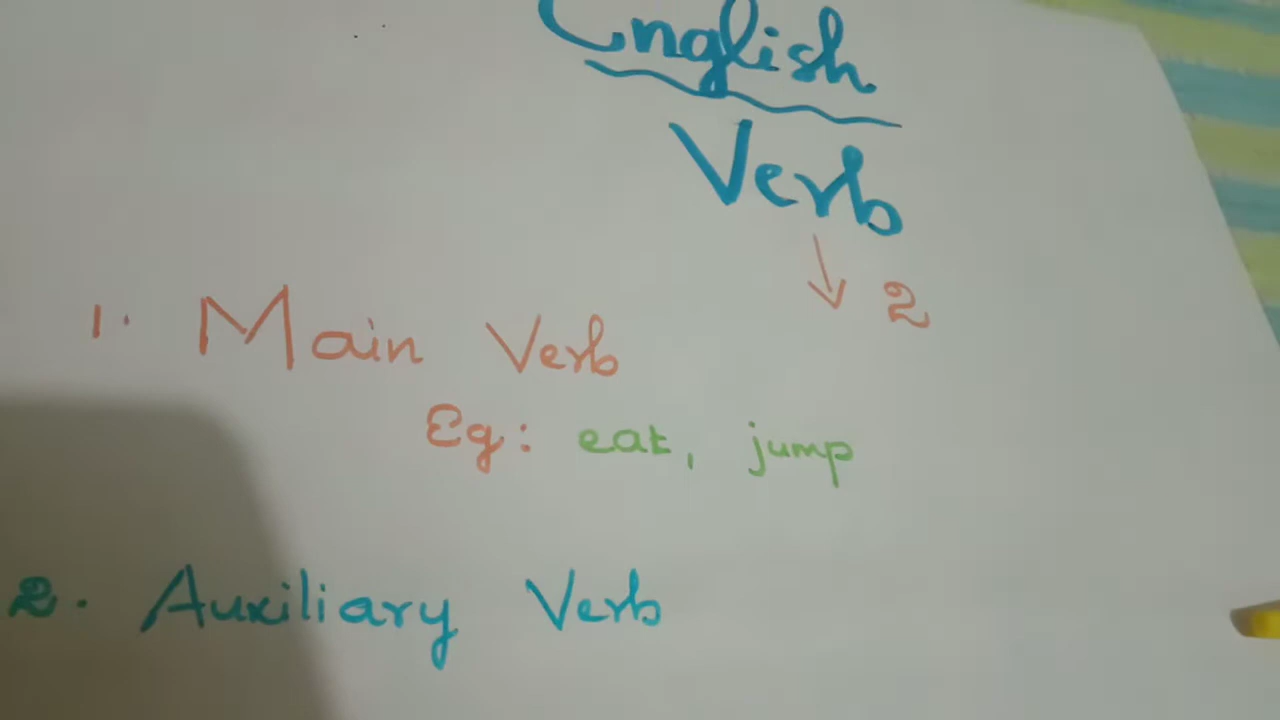 English
Verb
↓ 2
1. Main Verb
Eg: eat, jump
2. Auxiliary Verb